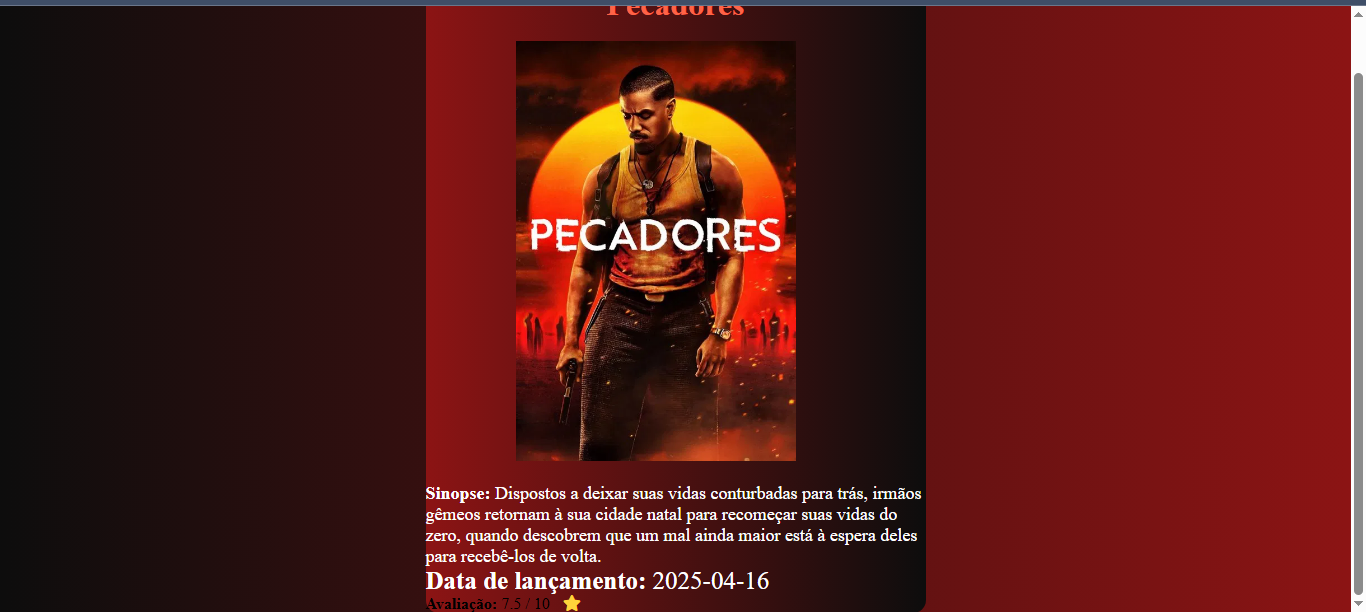 Pecadores
PECADORES
Sinopse: Dispostos a deixar suas vidas conturbadas para trás, irmãos
gêmeos retornam à sua cidade natal para recomeçar suas vidas do
zero, quando descobrem que um mal ainda maior está à espera deles
para recebê-los de volta.
Data de lançamento: 2025-04-16
Avaliação: 7.5 / 10 ⭐